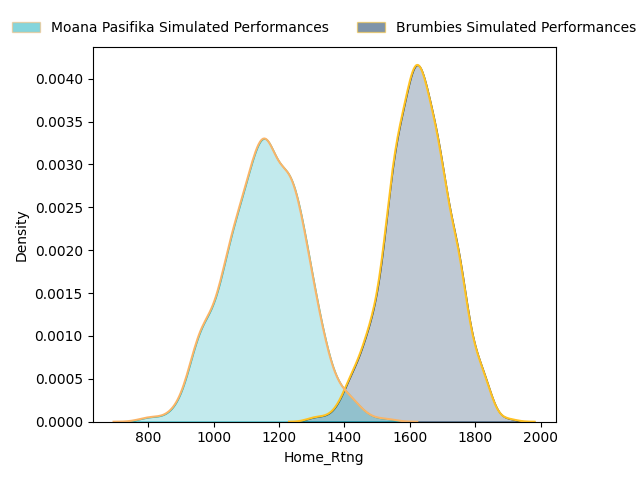 Moana Pasifika Simulated Performances
Brumbies Simulated Performances
Density
0.0040
0.0035
0.0030
0.0025
0.0020
0.0015
0.0010
0.0005
0.0000
800 1000 1200 1400 1600 1800 2000
Home_Rtng